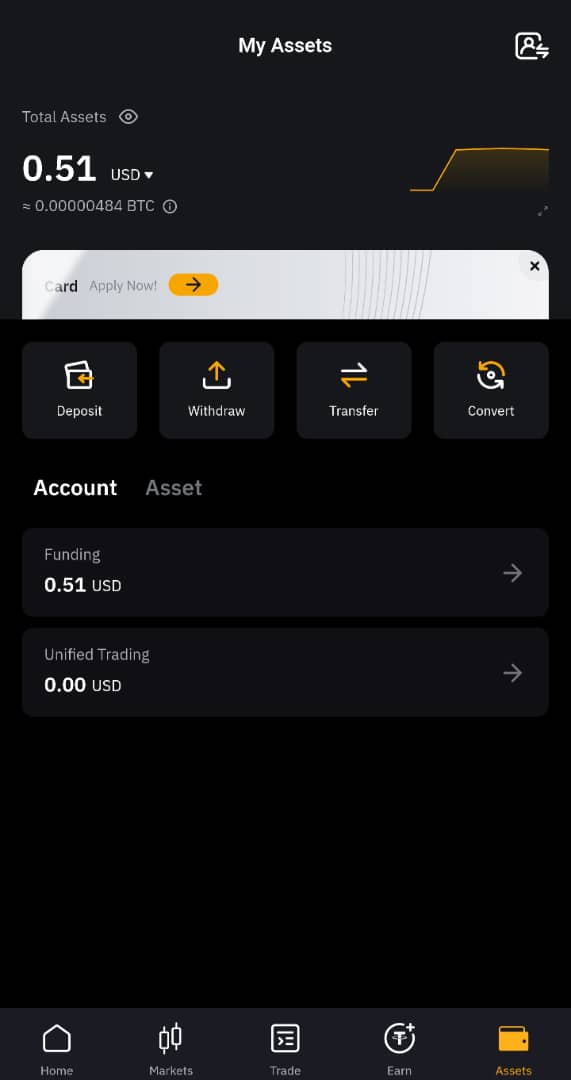 My Assets
Total Assets
0.51 USD
≈ 0.00000484 BTC
Card Apply Now!
Deposit Withdraw Transfer Convert
Account Asset
Funding
0.51 USD
Unified Trading
0.00 USD
Home Markets Trade Earn Assets